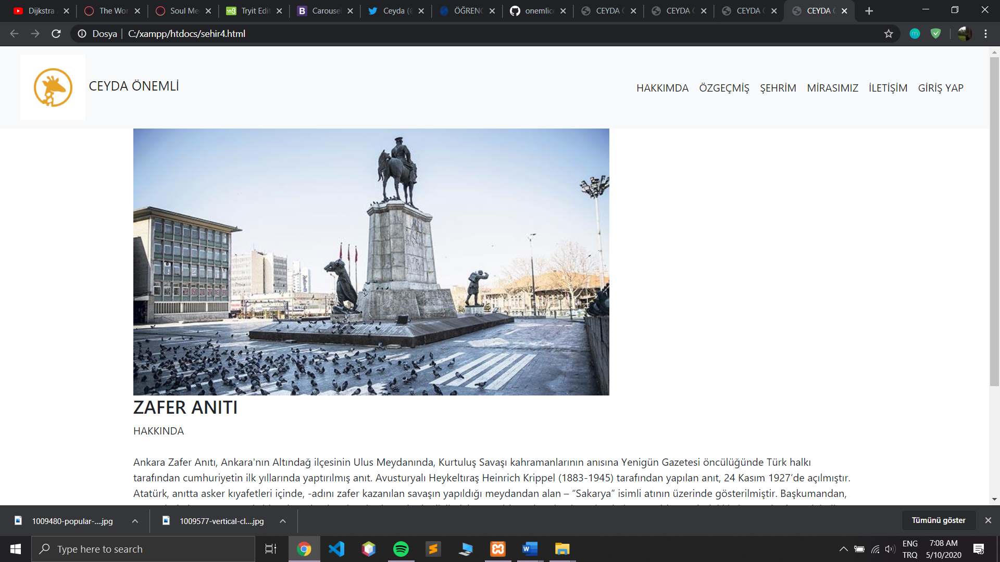 Dijkstra
The Wor
Soul Me
Tryit Edit
Carouse
Ceyda (
ÖĞRENC
onemlic
CEYDA
CEYDA
CEYDA
CEYDA
Dosya | C:/xampp/htdocs/sehir4.html
CEYDA ÖNEMLİ
HAKKIMDA ÖZGEÇMİŞ ŞEHRİM MİRASIMIZ İLETİŞİM GİRİŞ YAP
ZAFER ANITI
HAKKINDA
Ankara Zafer Anıtı, Ankara'nın Altındağ ilçesinin Ulus Meydanında, Kurtuluş Savaşı kahramanlarının anısına Yenigün Gazetesi öncülüğünde Türk halkı
tarafından cumhuriyetin ilk yıllarında yaptırılmış anıt. Avusturyalı Heykeltıraş Heinrich Krippel (1883-1945) tarafından yapılan anıt, 24 Kasım 1927’de açılmıştır.
Atatürk, anıtta asker kıyafetleri içinde, -adını zafer kazanılan savaşın yapıldığı meydandan alan – “Sakarya” isimli atının üzerinde gösterilmiştir. Başkumandan,
1009480-popular-....jpg
1009577-vertical-cl....jpg
Tümünü göster
Type here to search
ENG
TRQ
7:08 AM
5/10/2020